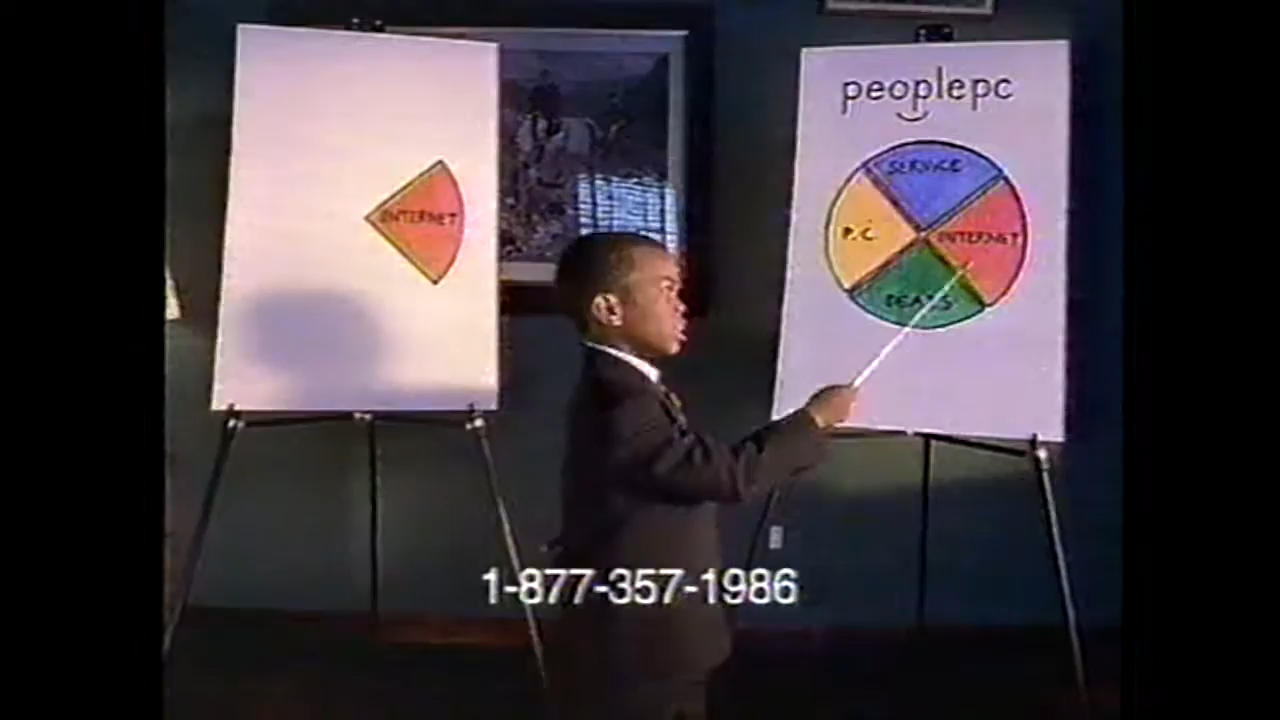 INTERNET
peoplepc
SERVICE
P.C.
INTERNET
DEALS
1-877-357-1986